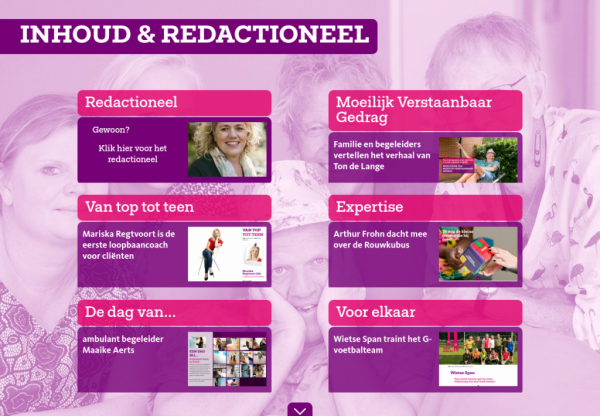 INHOUD & REDACTIONEEL
Redactioneel
Gewoon?
Klik hier voor het
redactioneel
Moeilijk Verstaanbaar
Gedrag
Familie en begeleiders
vertellen het verhaal van
Ton de Lange
Van top tot teen
Mariska Regtvoort is de
eerste loopbaancoach
voor cliënten
VAN TOP
TOT TEEN
Expertise
Arthur Frohn dacht mee
over de Rouwkubus
De dag van...
ambulant begeleider
Maaike Aerts
EEN DAG
Voor elkaar
Wietse Span traint het G-
voetbalteam
Wietse Span